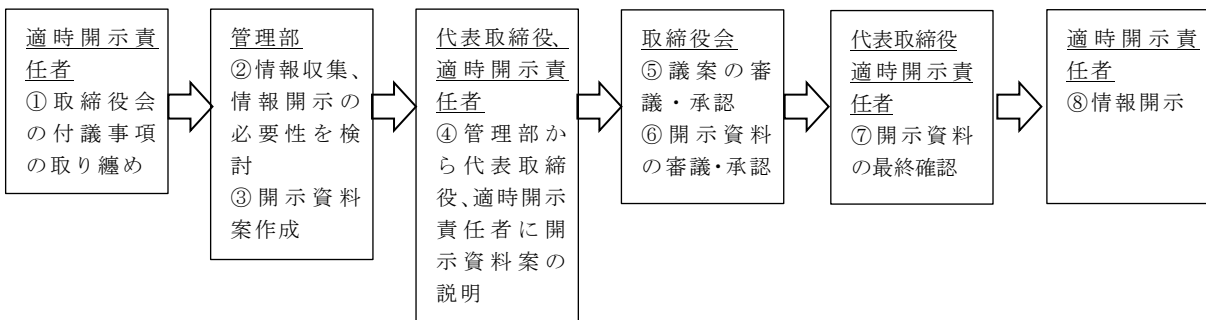 適時開示責
任者
①取締役会
の付議事項
の取り纏め
管理部
②情報収集、
情報開示の
必要性を検
討
③開示資料
案作成
代表取締役、
適時開示責
任者
④管理部か
ら代表取締
役、適時開示
責任者に開
示資料案の
説明
取締役会
⑤議案の審
議・承認
⑥開示資料
の審議・承認
代表取締役
適時開示責
任者
⑦開示資料
の最終確認
適時開示責
任者
⑧情報開示